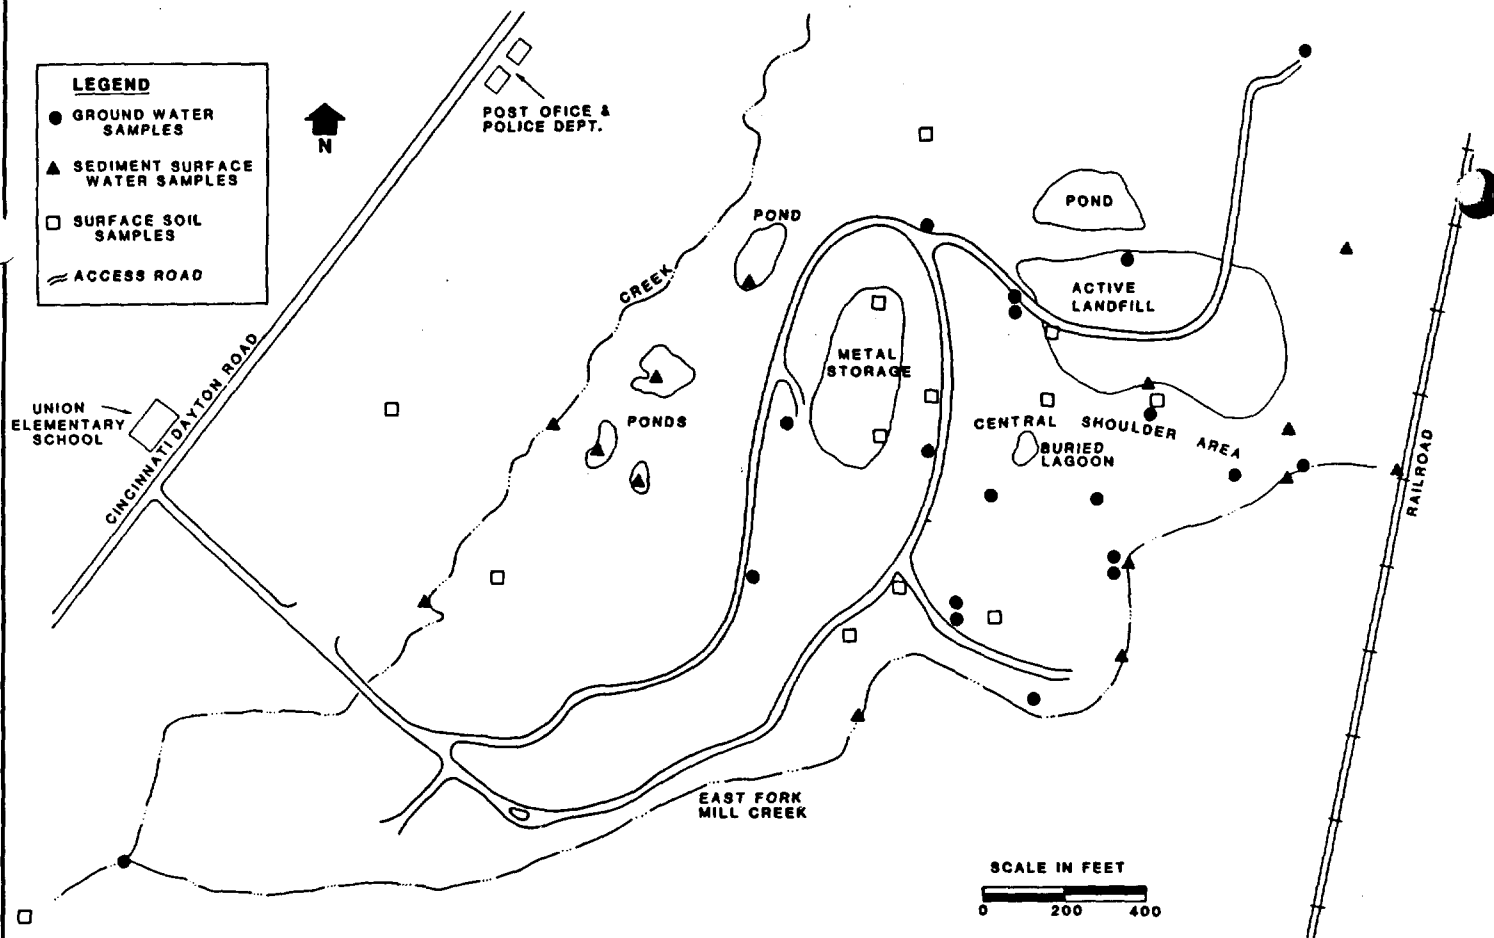 LEGEND
GROUND WATER
SAMPLES
SEDIMENT SURFACE
WATER SAMPLES
SURFACE SOIL
SAMPLES
ACCESS ROAD
N
POST OFICE &
POLICE DEPT.
POND
POND
CREEK
ACTIVE
LANDFILL
METAL
STORAGE
PONDS
UNION
ELEMENTARY
SCHOOL
CINCINNATI DAYTON ROAD
CENTRAL SHOULDER AREA
BURIED
LAGOON
RAILROAD
EAST FORK
MILL CREEK
SCALE IN FEET
0 200 400